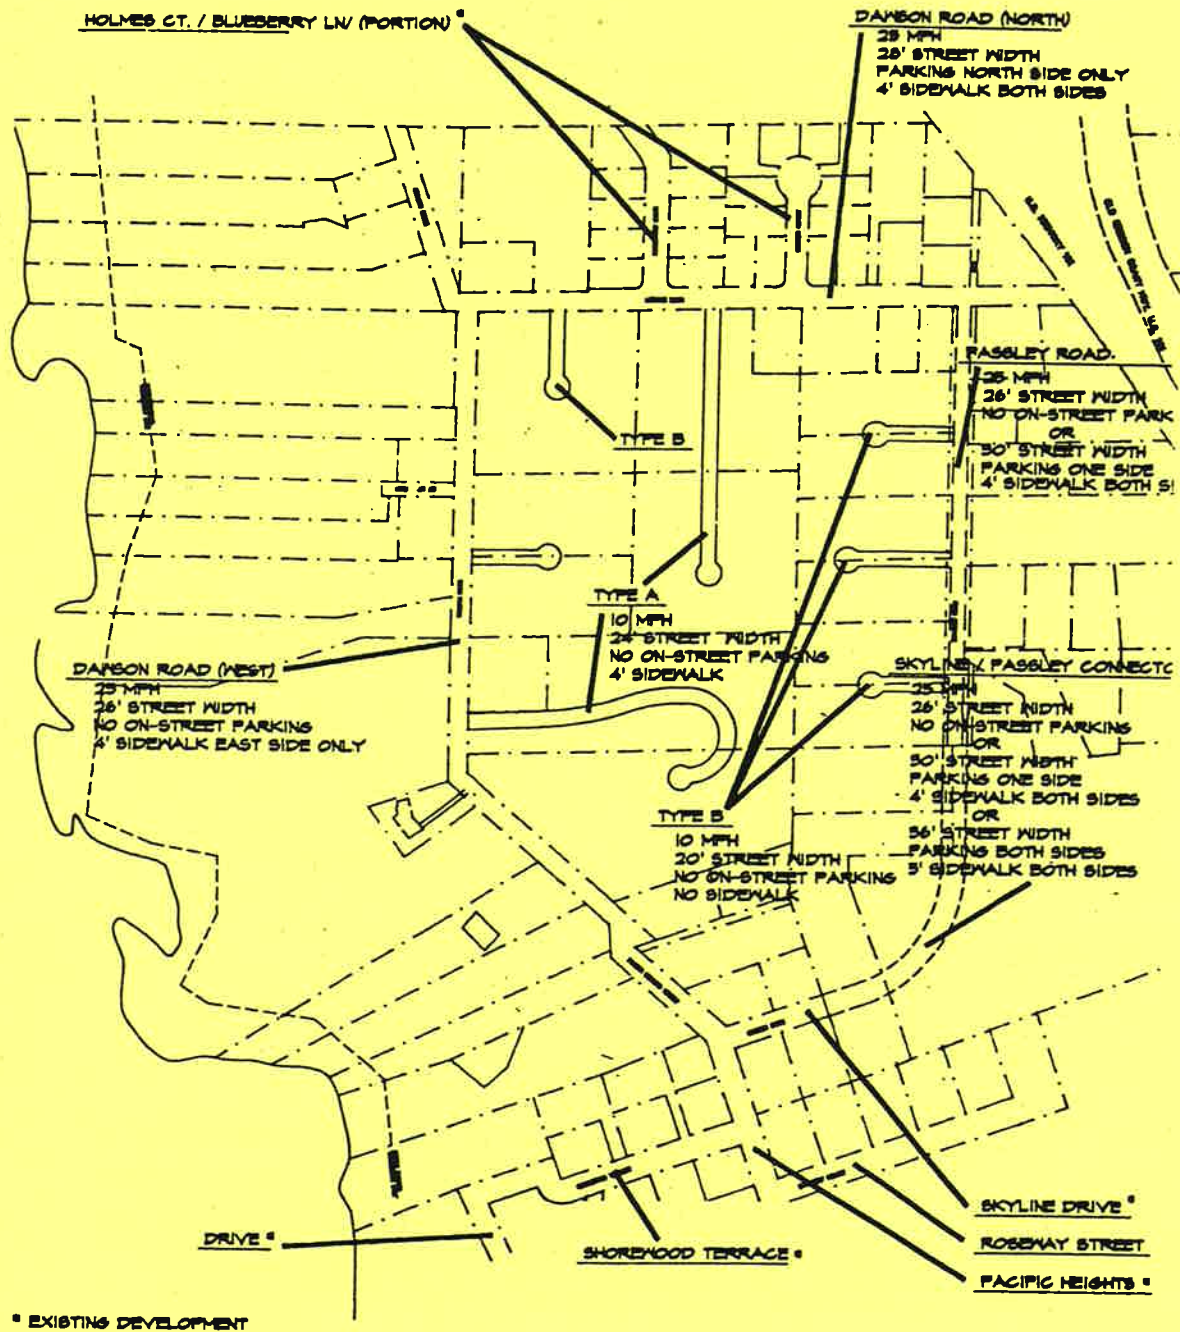 HOLMES CT. / BLUEBERRY LN/ (PORTION) *
DAWSON ROAD (NORTH)
25 MPH
28' STREET WIDTH
PARKING NORTH SIDE ONLY
4' SIDEWALK BOTH SIDES
PASSLEY ROAD
25 MPH
26' STREET WIDTH
NO ON-STREET PARK
OR
30' STREET WIDTH
PARKING ONE SIDE
4' SIDEWALK BOTH SI
TYPE B
TYPE A
10 MPH
24' STREET WIDTH
NO ON-STREET PARKING
4' SIDEWALK
DAWSON ROAD (WEST)
25 MPH
26' STREET WIDTH
NO ON-STREET PARKING
4' SIDEWALK EAST SIDE ONLY
SKYLINE / PASSLEY CONNECTO
25 MPH
26' STREET WIDTH
NO ON-STREET PARKING
OR
30' STREET WIDTH
PARKING ONE SIDE
4' SIDEWALK BOTH SIDES
OR
36' STREET WIDTH
PARKING BOTH SIDES
5' SIDEWALK BOTH SIDES
TYPE B
10 MPH
20' STREET WIDTH
NO ON-STREET PARKING
NO SIDEWALK
SKYLINE DRIVE *
DRIVE *
SHOREWOOD TERRACE *
ROSEWAY STREET
PACIFIC HEIGHTS *
* EXISTING DEVELOPMENT